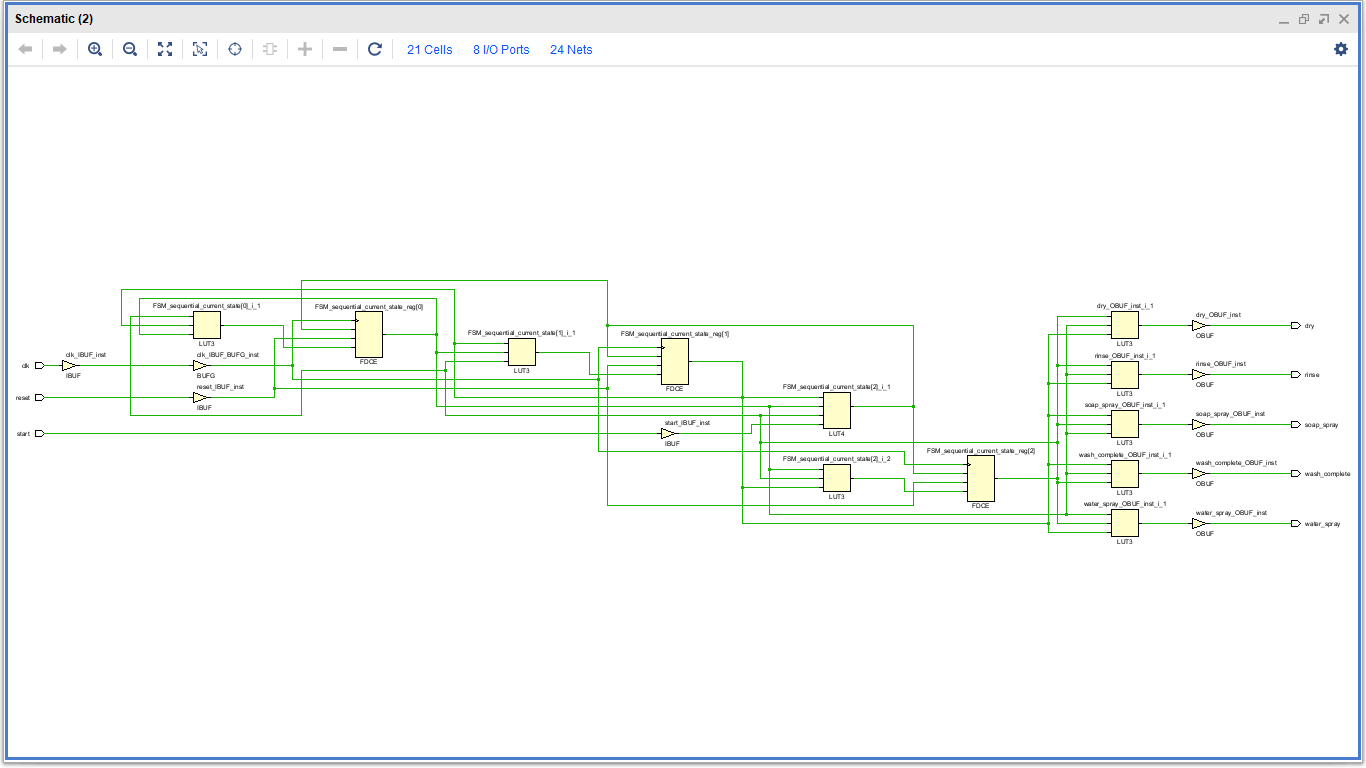 Schematic (2)
21 Cells 8 I/O Ports 24 Nets
FSM_sequential_current_state[0]_i_1
LUT3
FSM_sequential_current_state_reg[0]
FDCE
FSM_sequential_current_state[1]_i_1
LUT3
FSM_sequential_current_state_reg[1]
FDCE
clk
clk_IBUF_inst
IBUF
clk_IBUF_BUFG_inst
BUFG
reset
reset_IBUF_inst
IBUF
start
start_IBUF_inst
IBUF
FSM_sequential_current_state[2]_i_1
LUT4
FSM_sequential_current_state[2]_i_2
LUT3
FSM_sequential_current_state_reg[2]
FDCE
dry_OBUF_inst_i_1
LUT3
dry_OBUF_inst
OBUF
dry
rinse_OBUF_inst_i_1
LUT3
rinse_OBUF_inst
OBUF
rinse
soap_spray_OBUF_inst_i_1
LUT3
soap_spray_OBUF_inst
OBUF
soap_spray
wash_complete_OBUF_inst_i_1
LUT3
wash_complete_OBUF_inst
OBUF
wash_complete
water_spray_OBUF_inst_i_1
LUT3
water_spray_OBUF_inst
OBUF
water_spray